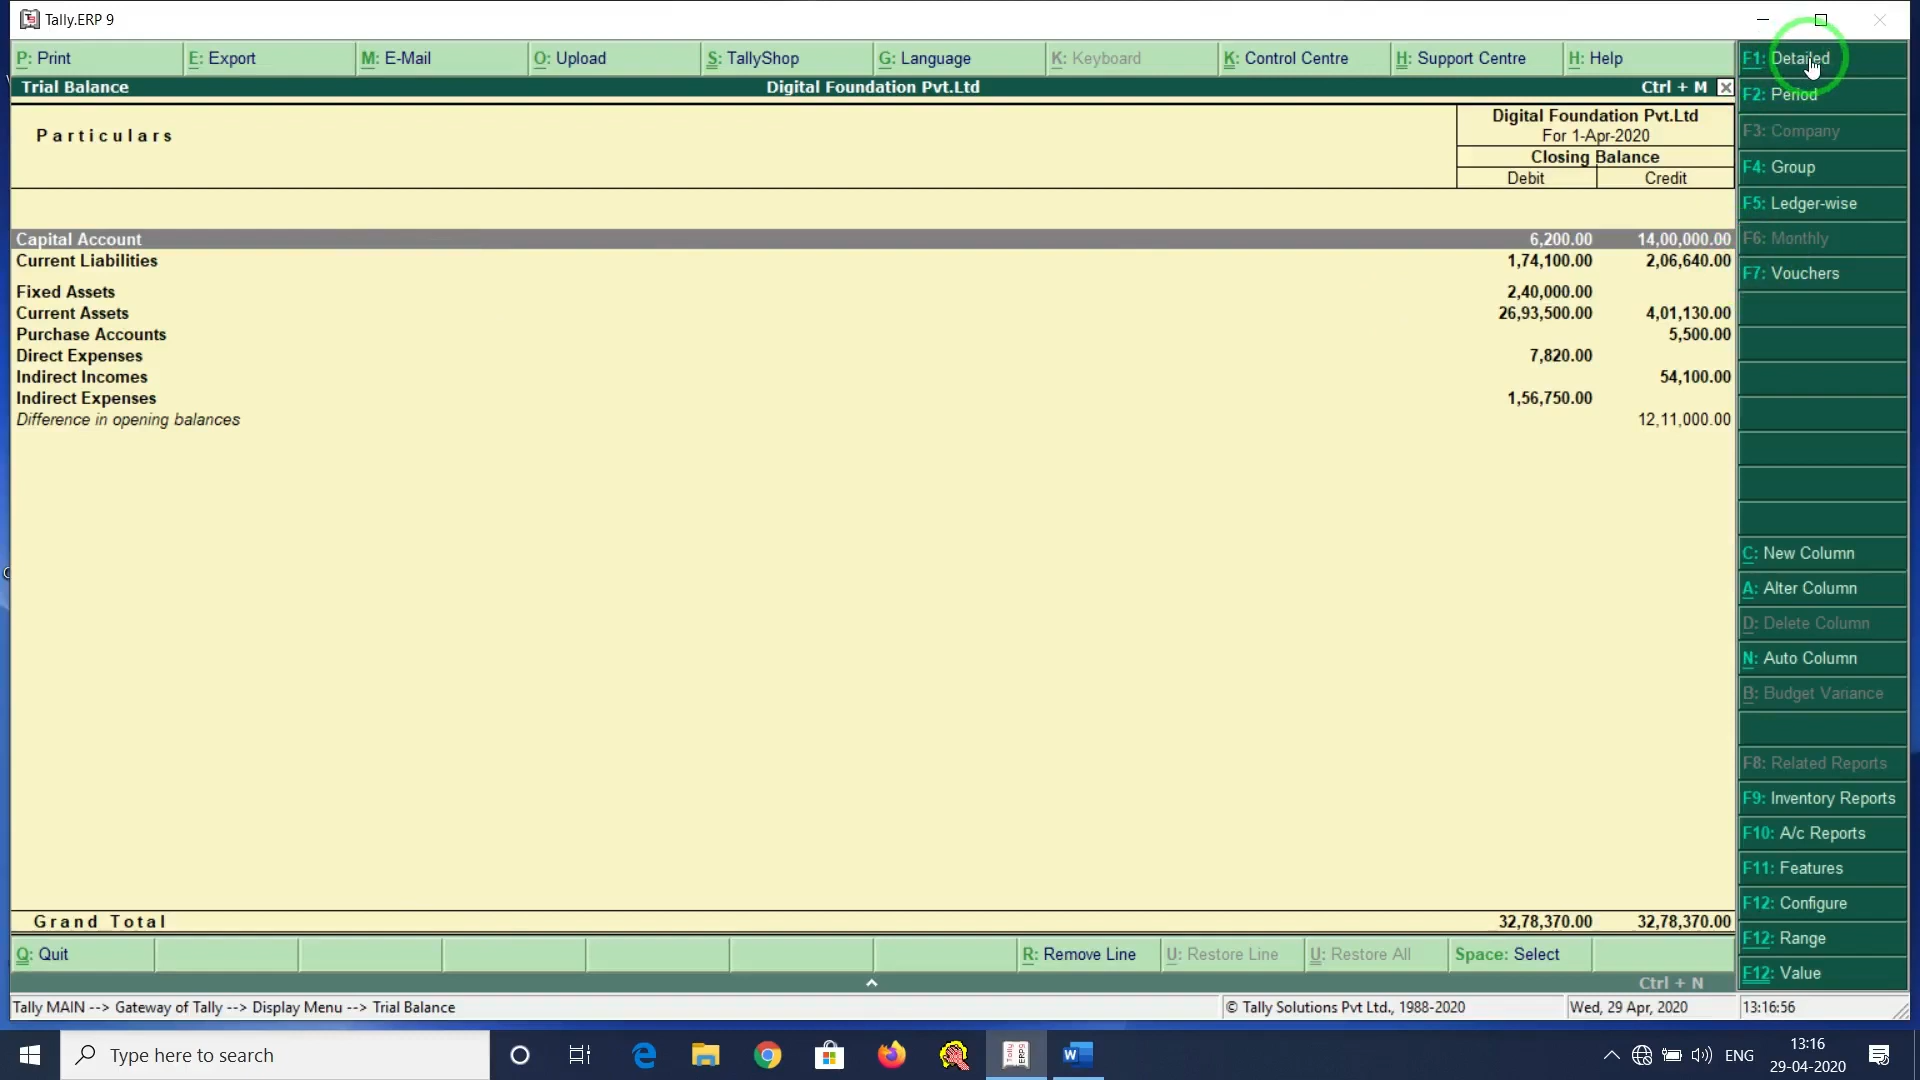 Tally.ERP 9
P: Print E: Export M: E-Mail O: Upload S: TallyShop G: Language K: Keyboard K: Control Centre H: Support Centre H: Help
Trial Balance Digital Foundation Pvt.Ltd Ctrl + M
Particulars
Digital Foundation Pvt.Ltd
For 1-Apr-2020
Closing Balance
Debit Credit
Capital Account 6,200.00 14,00,000.00
Current Liabilities 1,74,100.00 2,06,640.00
Fixed Assets 2,40,000.00
Current Assets 26,93,500.00 4,01,130.00
Purchase Accounts 5,500.00
Direct Expenses 7,820.00
Indirect Incomes 54,100.00
Indirect Expenses 1,56,750.00
Difference in opening balances 12,11,000.00
Grand Total 32,78,370.00 32,78,370.00
F1: Detailed
F2: Period
F3: Company
F4: Group
F5: Ledger-wise
F6: Monthly
F7: Vouchers
C: New Column
A: Alter Column
D: Delete Column
N: Auto Column
B: Budget Variance
F8: Related Reports
F9: Inventory Reports
F10: A/c Reports
F11: Features
F12: Configure
F12: Range
F12: Value
Q: Quit R: Remove Line U: Restore Line U: Restore All Space: Select
Ctrl + N
Tally MAIN --> Gateway of Tally --> Display Menu --> Trial Balance © Tally Solutions Pvt Ltd., 1988-2020 Wed, 29 Apr, 2020 13:16:56
Type here to search
ENG
13:16
29-04-2020